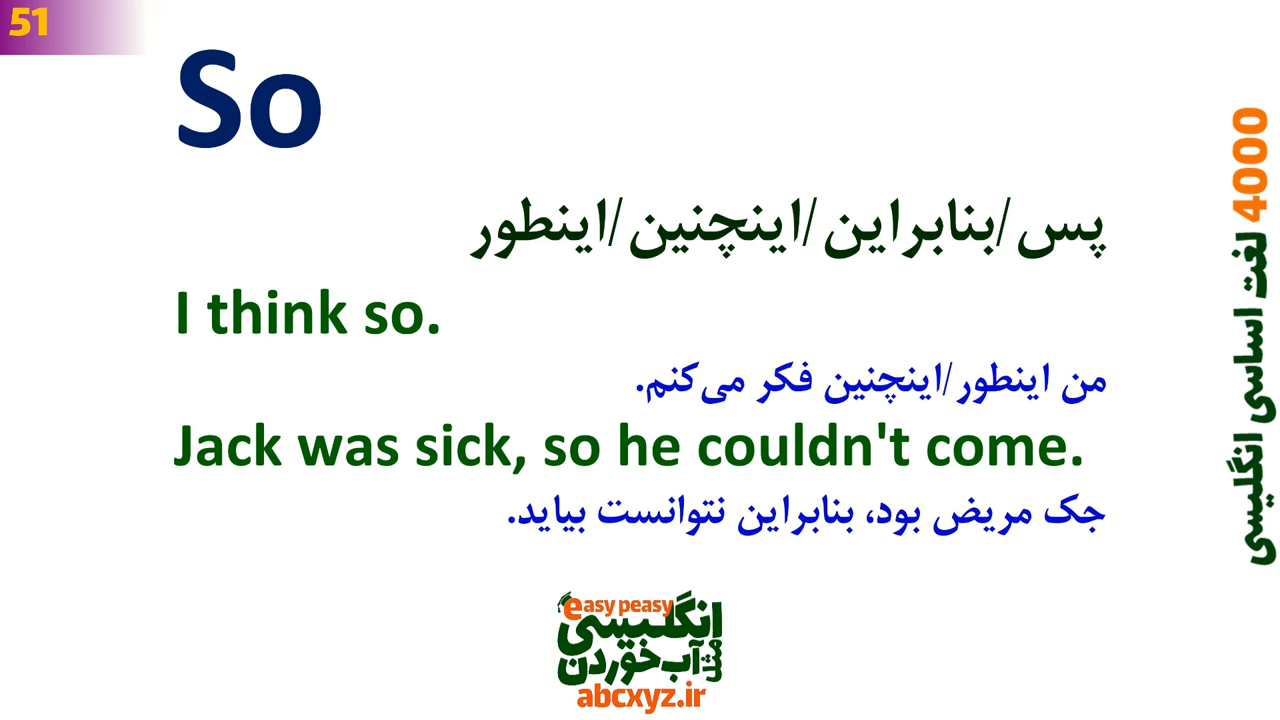 51
So
پس/بنابراین/اینچنین/اینطور
I think so.
من اینطور/اینچنین فکر می‌کنم.
Jack was sick, so he couldn't come.
جک مریض بود، بنابراین نتوانست بیاید.
4000 لغت اساسی انگلیسی
easy peasy
انگلیسی
مثل آب خوردن
abcxyz.ir